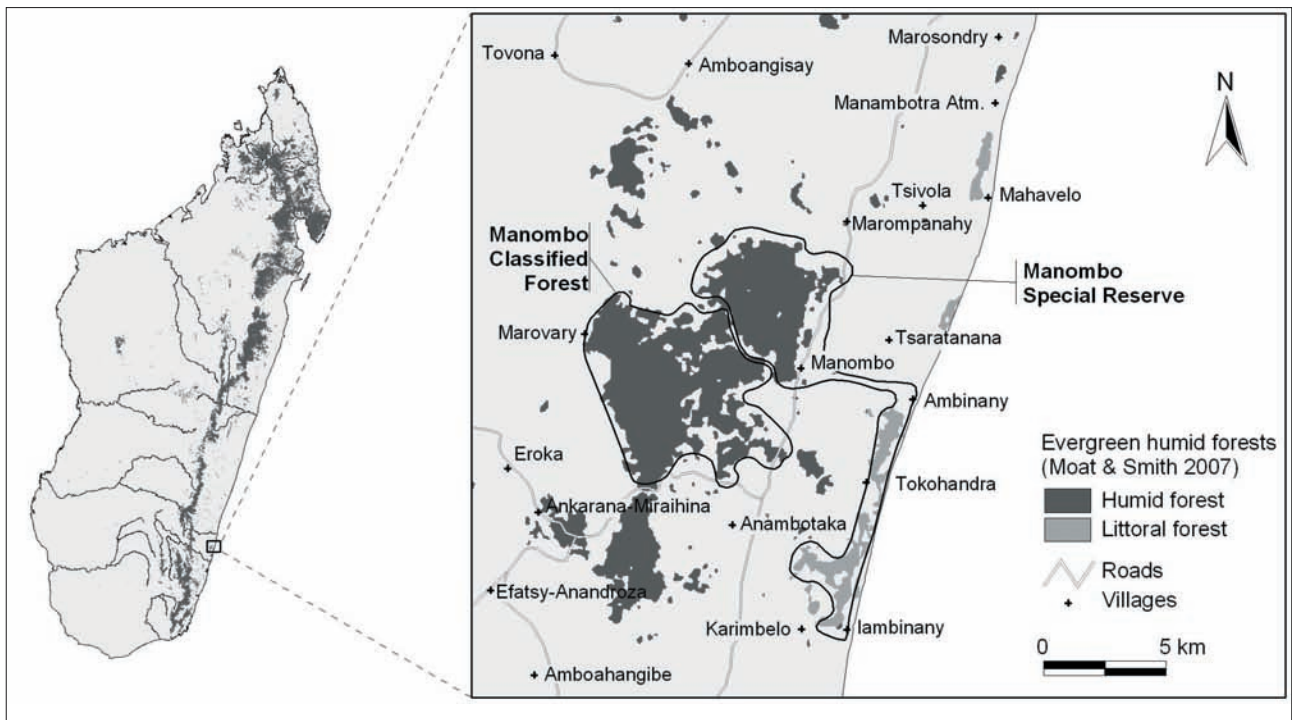 Tovona
Amboangisay
Marosondry
Manambotra Atm.
N
Tsivola
Mahavelo
Marompanahy
Manombo
Classified
Forest
Manombo
Special Reserve
Marovary
Tsaratanana
Manombo
Ambinany
Eroka
Tokohandra
Ankarana-Miraihina
Anambotaka
Efatsy-Anandroza
Karimbelo
Iambinany
Amboahangibe
Evergreen humid forests
(Moat & Smith 2007)
Humid forest
Littoral forest
Roads
Villages
0 5 km